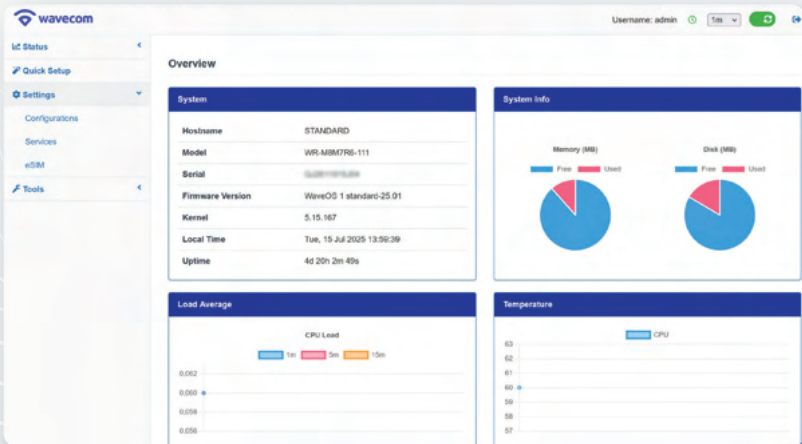 wavecom
Username: admin
1m
Status
Quick Setup
Settings
Configurations
Services
eSIM
Tools
Overview
System
Hostname STANDARD
Model WR-M8M7R6-111
Serial
Firmware Version WaveOS 1 standard-25.01
Kernel 5.15.167
Local Time Tue, 15 Jul 2025 13:59:39
Uptime 4d 20h 2m 49s
System Info
Memory (MB) Disk (MB)
Free Used Free Used
Load Average
CPU Load
1m 5m 15m
0,062
0,060
0,058
0,056
Temperature
CPU
63
62
61
60
59
58
57